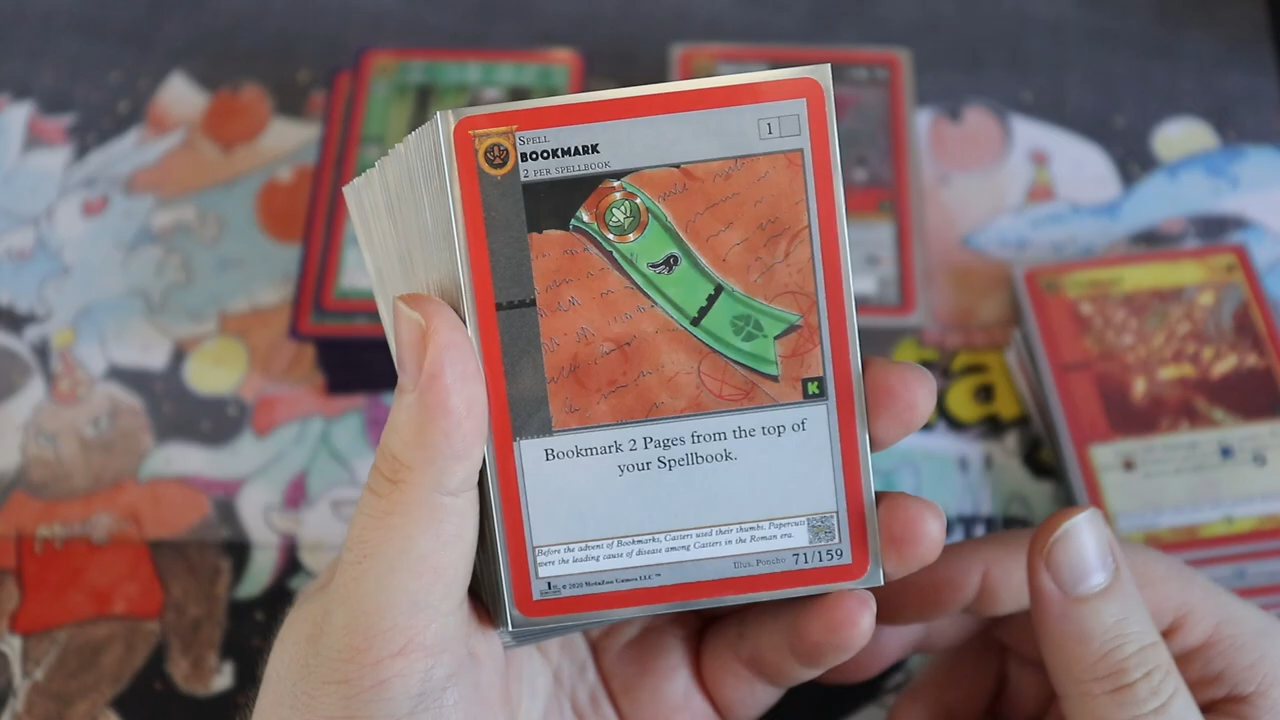 SPELL
BOOKMARK
2 PER SPELLBOOK
1
K
Bookmark 2 Pages from the top of
your Spellbook.
Before the advent of Bookmarks, Casters used their thumbs. Papercuts
were the leading cause of disease among Casters in the Roman era.
Illus. Poncho 71/159
© 2020 MetaZoo Games LLC ™